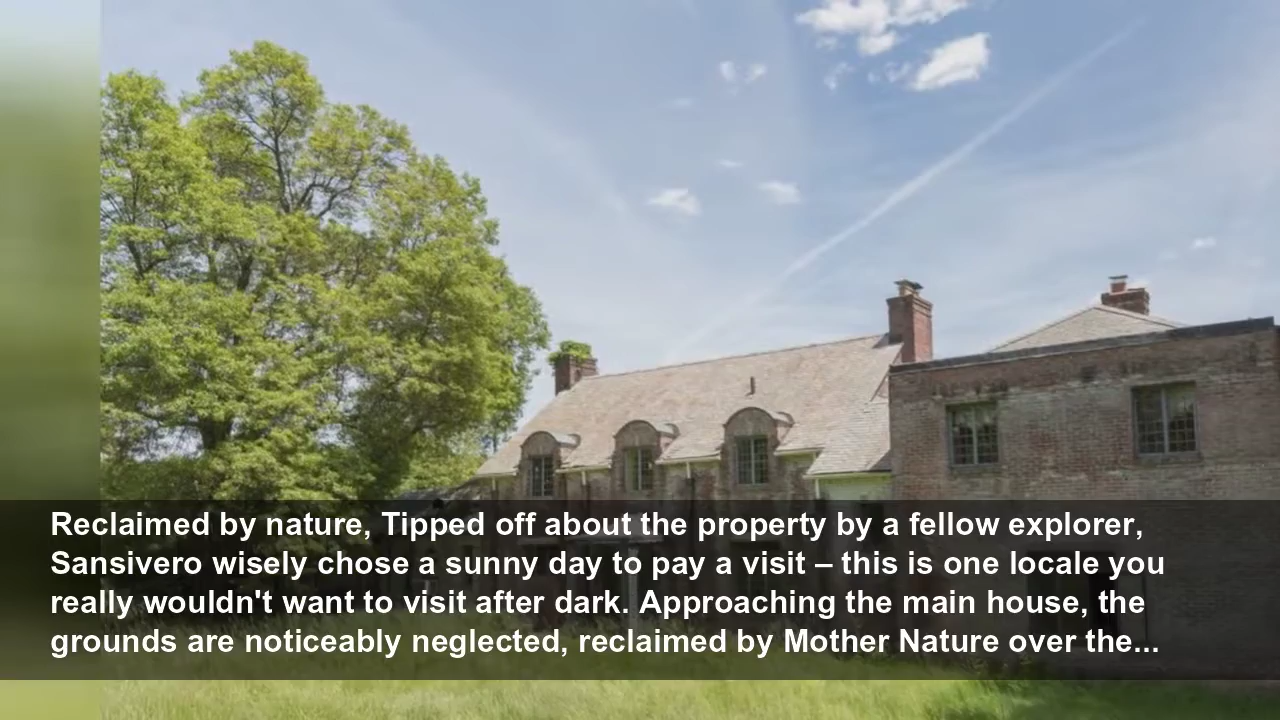 Reclaimed by nature, Tipped off about the property by a fellow explorer,
Sansivero wisely chose a sunny day to pay a visit – this is one locale you
really wouldn't want to visit after dark. Approaching the main house, the
grounds are noticeably neglected, reclaimed by Mother Nature over the...